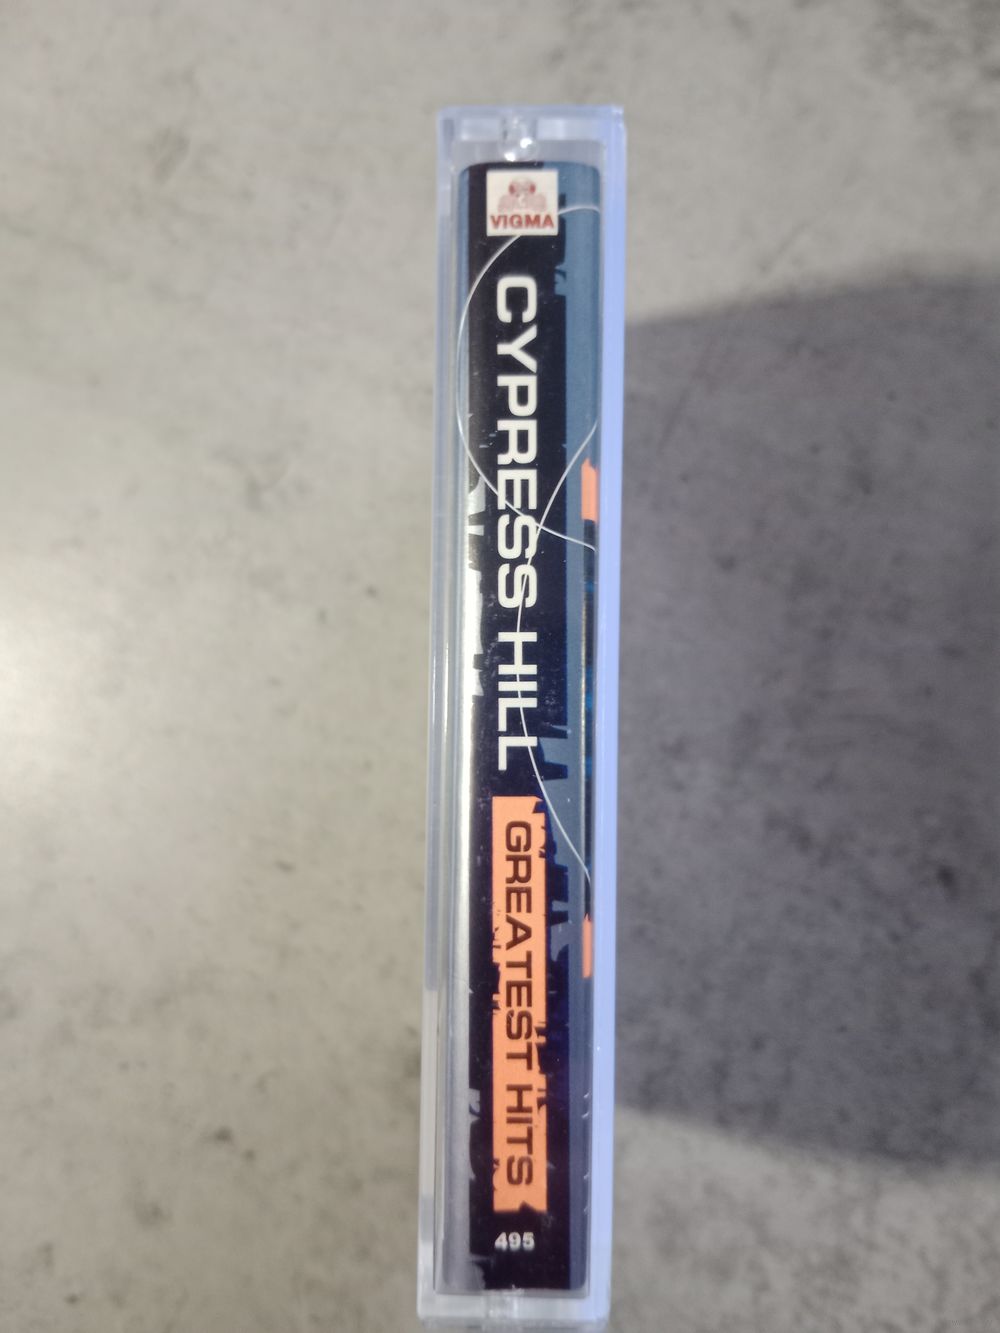 VIGMA
CYPRESS HILL
GREATEST HITS
495